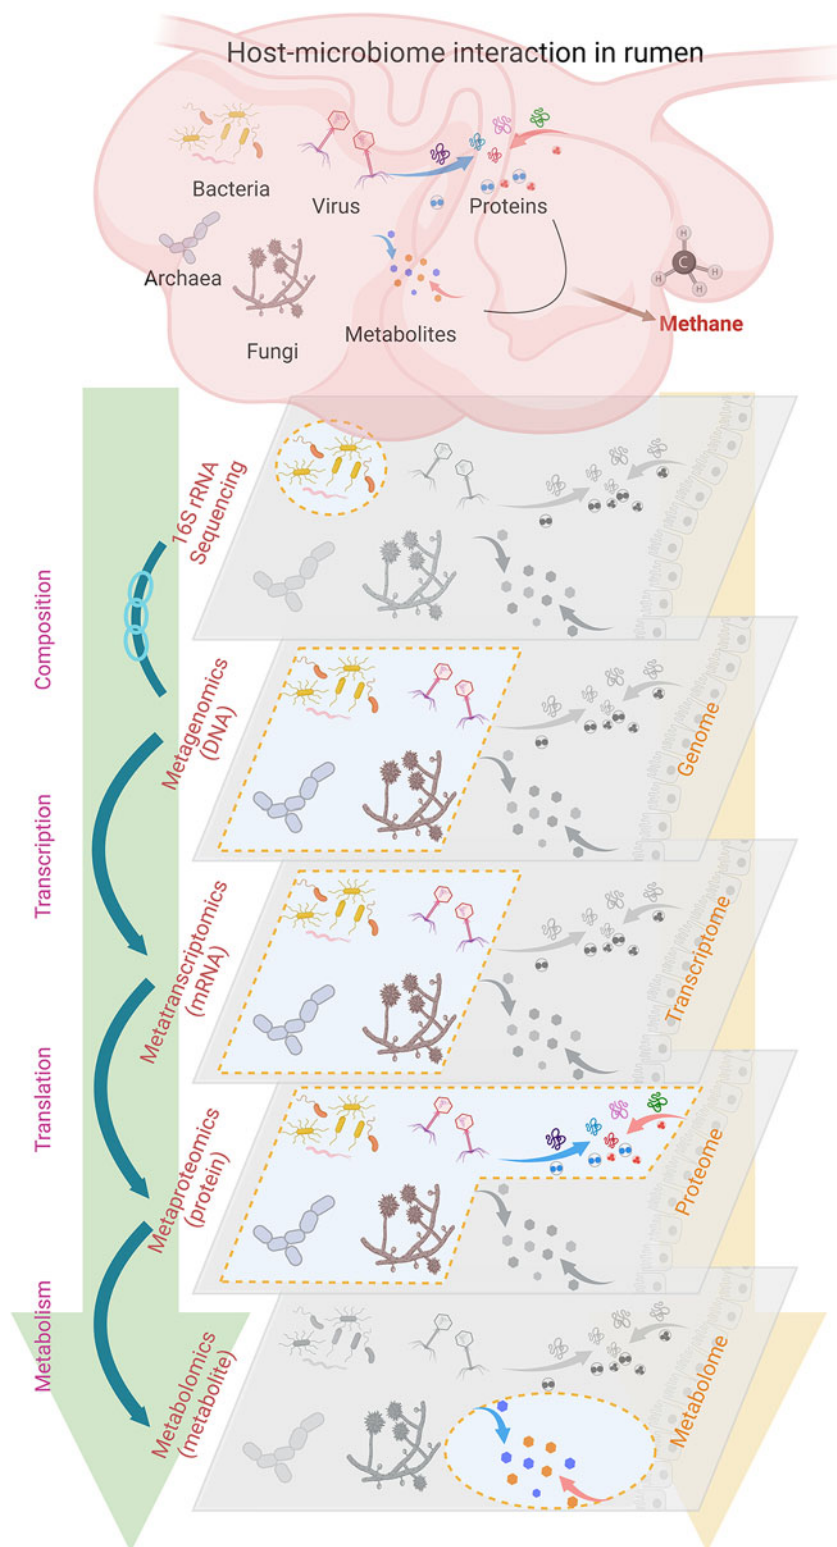 Host-microbiome interaction in rumen
Bacteria
Virus
Proteins
Archaea
Fungi
Metabolites
H
C
H
H
H
Methane
16S rRNA
Sequencing
Composition
Metagenomics
(DNA)
Genome
Transcription
Metatranscriptomics
(mRNA)
Transcriptome
Translation
Metaproteomics
(protein)
Proteome
Metabolism
Metabolomics
(metabolite)
Metabolome